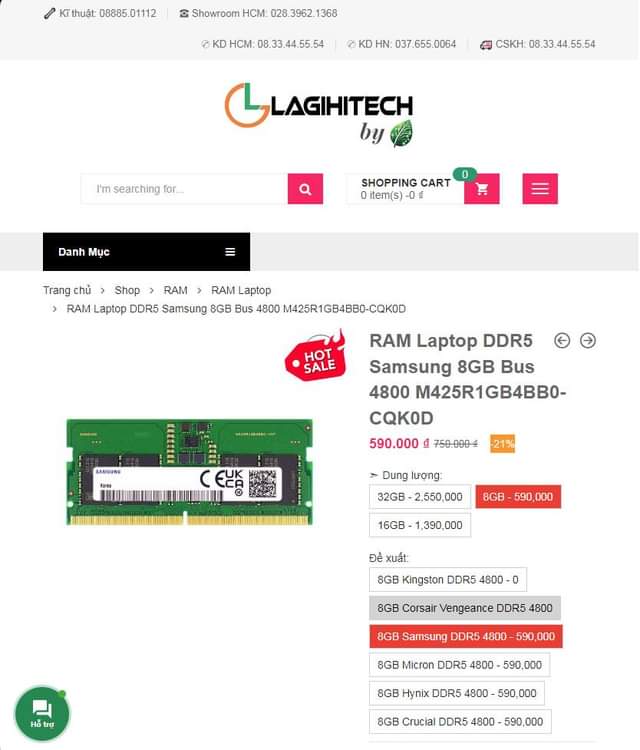 Kĩ thuật: 08885.01112
Showroom HCM: 028.3962.1368
KD HCM: 08.33.44.55.54
KD HN: 037.655.0064
CSKH: 08.33.44.55.54
LAGIHITECH
by
I'm searching for...
SHOPPING CART
0
0 item(s) -0 ₫
Danh Mục
Trang chủ > Shop > RAM > RAM Laptop
> RAM Laptop DDR5 Samsung 8GB Bus 4800 M425R1GB4BB0-CQK0D
HOT
SALE
SAMSUNG
RAM Laptop DDR5
Samsung 8GB Bus
4800 M425R1GB4BB0-
CQK0D
590.000 ₫ 750.000 ₫ -21%
➣ Dung lượng:
32GB - 2,550,000
8GB - 590,000
16GB - 1,390,000
Đề xuất:
8GB Kingston DDR5 4800 - 0
8GB Corsair Vengeance DDR5 4800
8GB Samsung DDR5 4800 - 590,000
8GB Micron DDR5 4800 - 590,000
8GB Hynix DDR5 4800 - 590,000
8GB Crucial DDR5 4800 - 590,000
Hỗ trợ